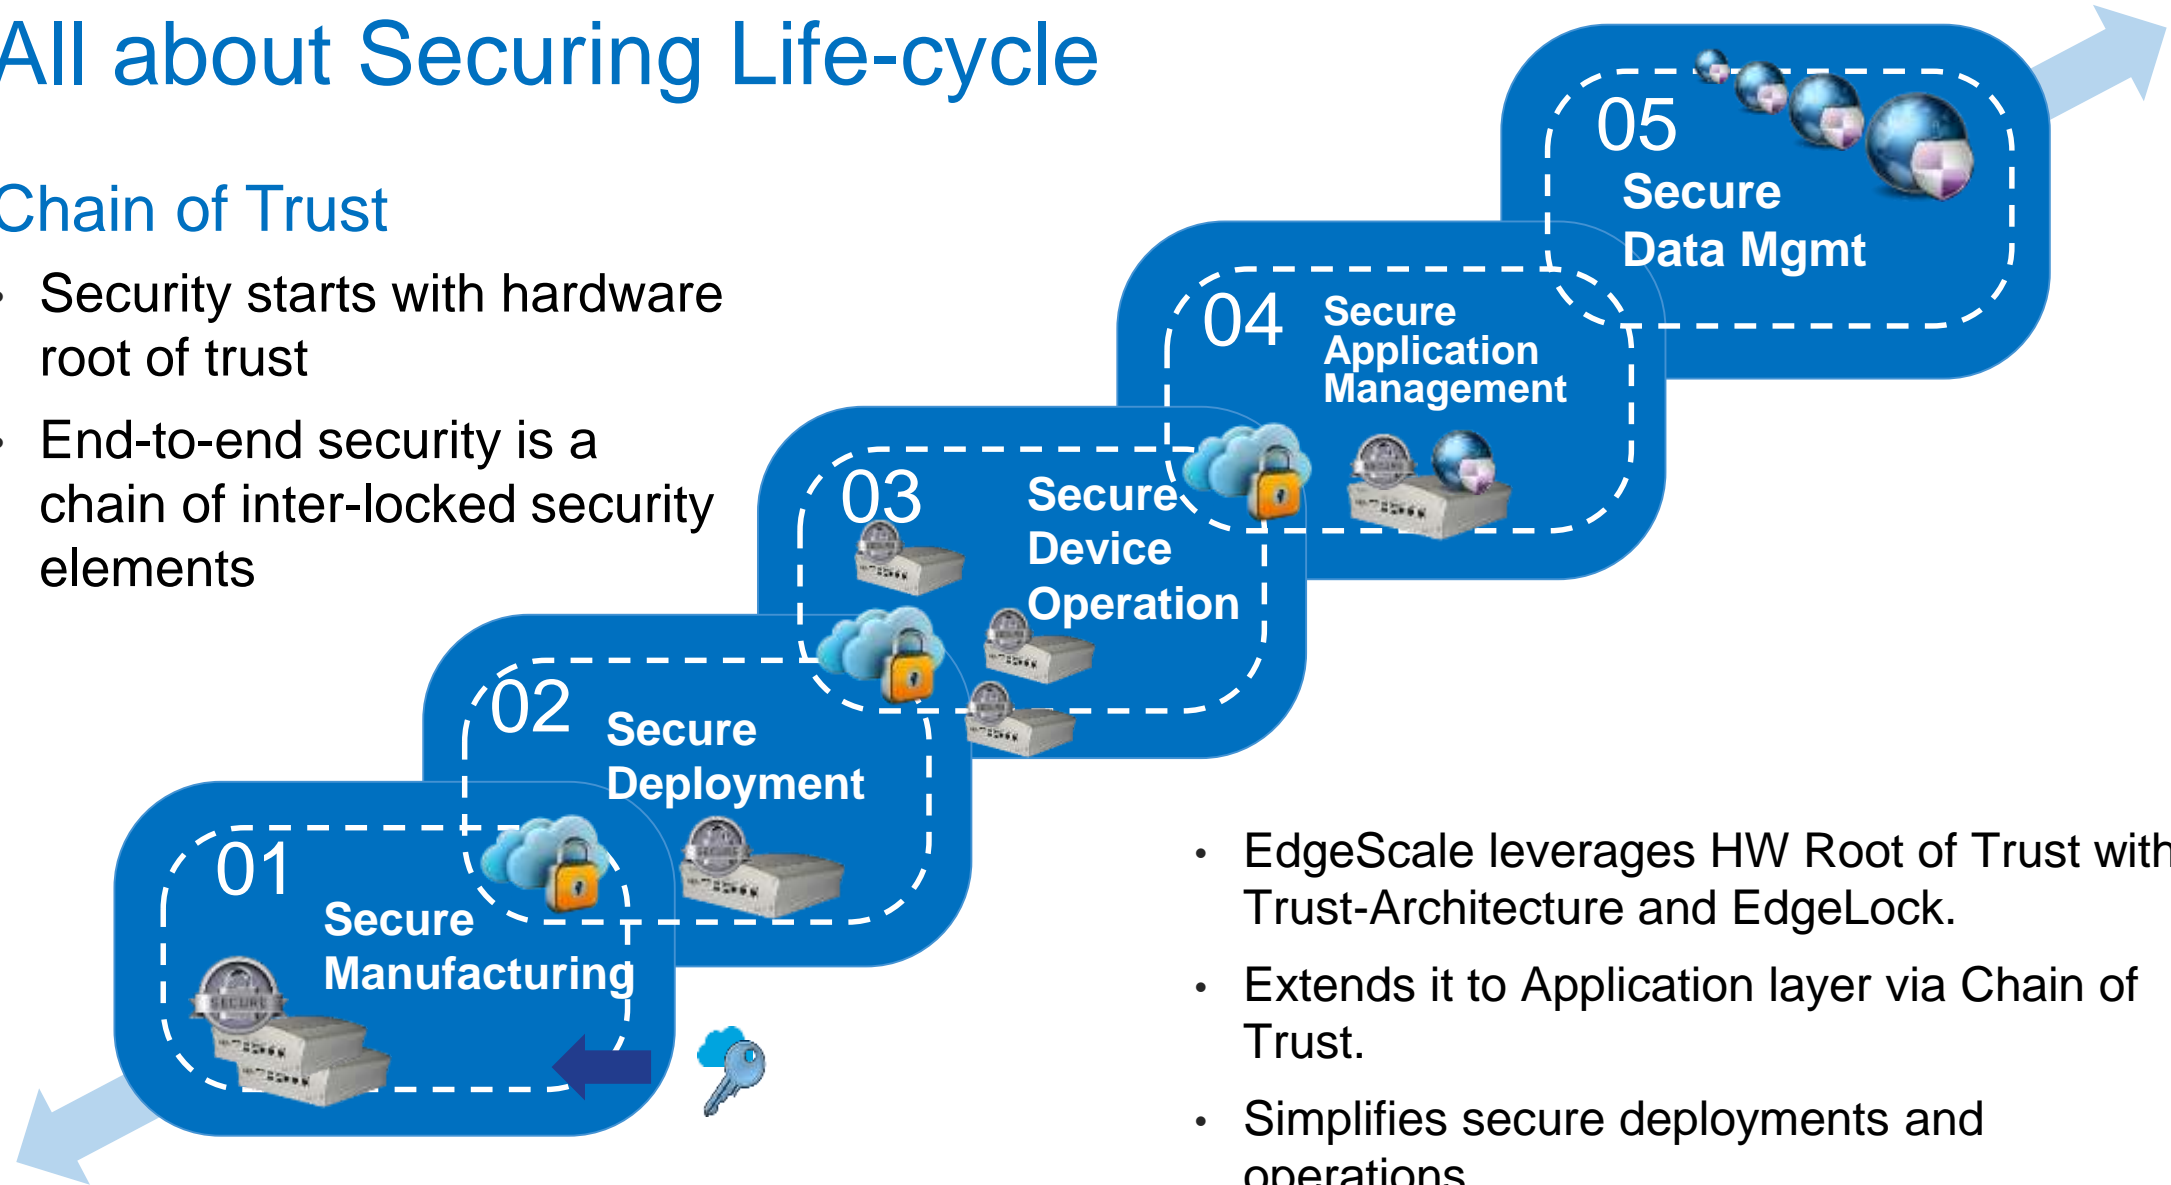 All about Securing Life-cycle
Chain of Trust
• Security starts with hardware
root of trust
• End-to-end security is a
chain of inter-locked security
elements
01
Secure
Manufacturing
02
Secure
Deployment
03
Secure
Device
Operation
04
Secure
Application
Management
05
Secure
Data Mgmt
SECURE
• EdgeScale leverages HW Root of Trust with
Trust-Architecture and EdgeLock.
• Extends it to Application layer via Chain of
Trust.
• Simplifies secure deployments and
operations